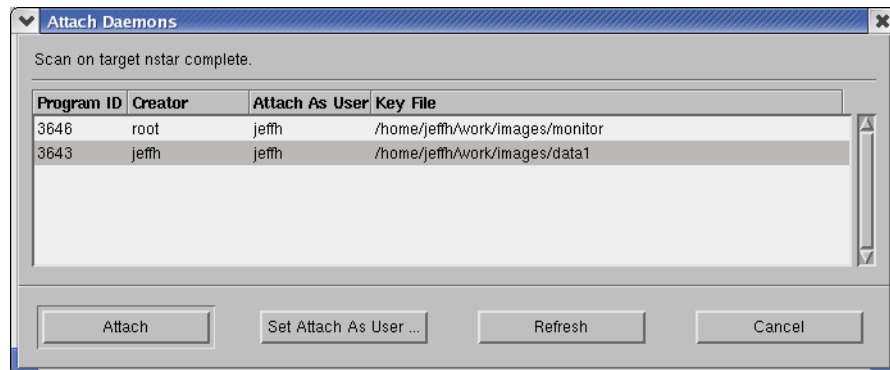 Attach Daemons
Scan on target nstar complete.
Program ID Creator Attach As User Key File
3646 root jeffh /home/jeffh/work/images/monitor
3643 jeffh jeffh /home/jeffh/work/images/data1
Attach Set Attach As User ... Refresh Cancel